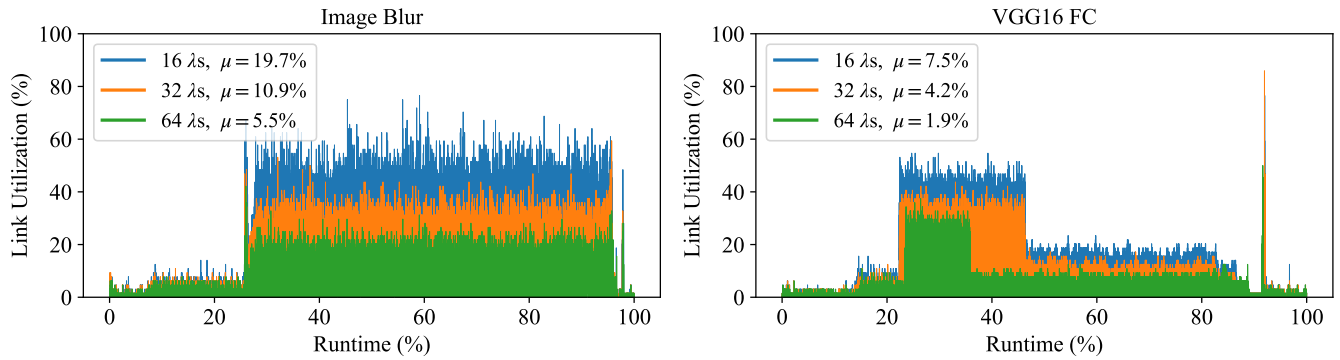 Image Blur
Link Utilization (%)
100
80
60
40
20
0
16 λs, μ = 19.7%
32 λs, μ = 10.9%
64 λs, μ = 5.5%
0 20 40 60 80 100
Runtime (%)
VGG16 FC
Link Utilization (%)
100
80
60
40
20
0
16 λs, μ = 7.5%
32 λs, μ = 4.2%
64 λs, μ = 1.9%
0 20 40 60 80 100
Runtime (%)